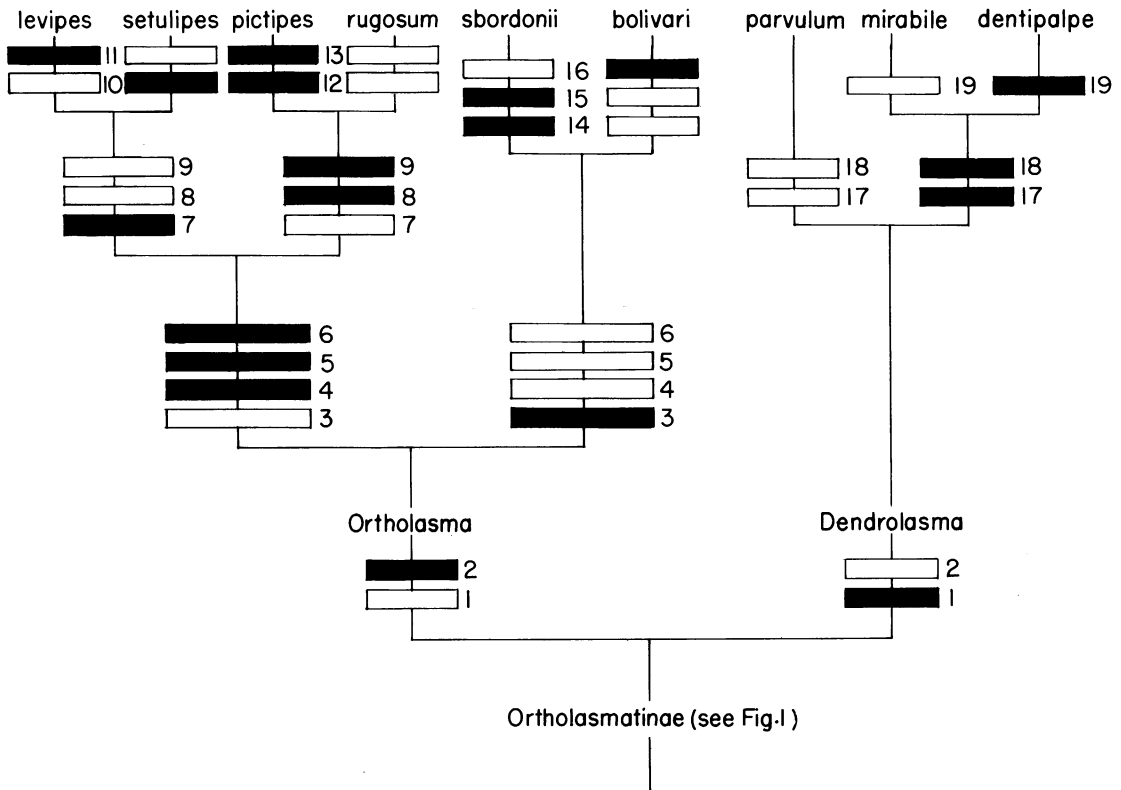 levipes setulipes pictipes rugosum sbordonii bolivari parvulum mirabile dentipalpe
11 13
16
10 12 19 19
15
14
9 9 18 18
8 8 17 17
7 7
6 6
5 5
4 4
3 3
Ortholasma Dendrolasma
2 2
1 1
Ortholasmatinae (see Fig.1)